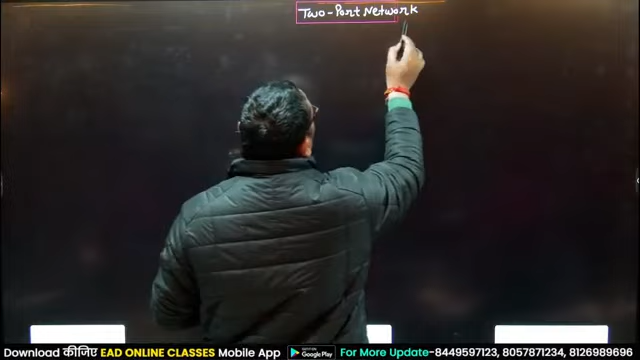 Two-Port Network
Download कीजिए EAD ONLINE CLASSES Mobile App Google Play For More Update-8449597123, 8057871234, 8126989696